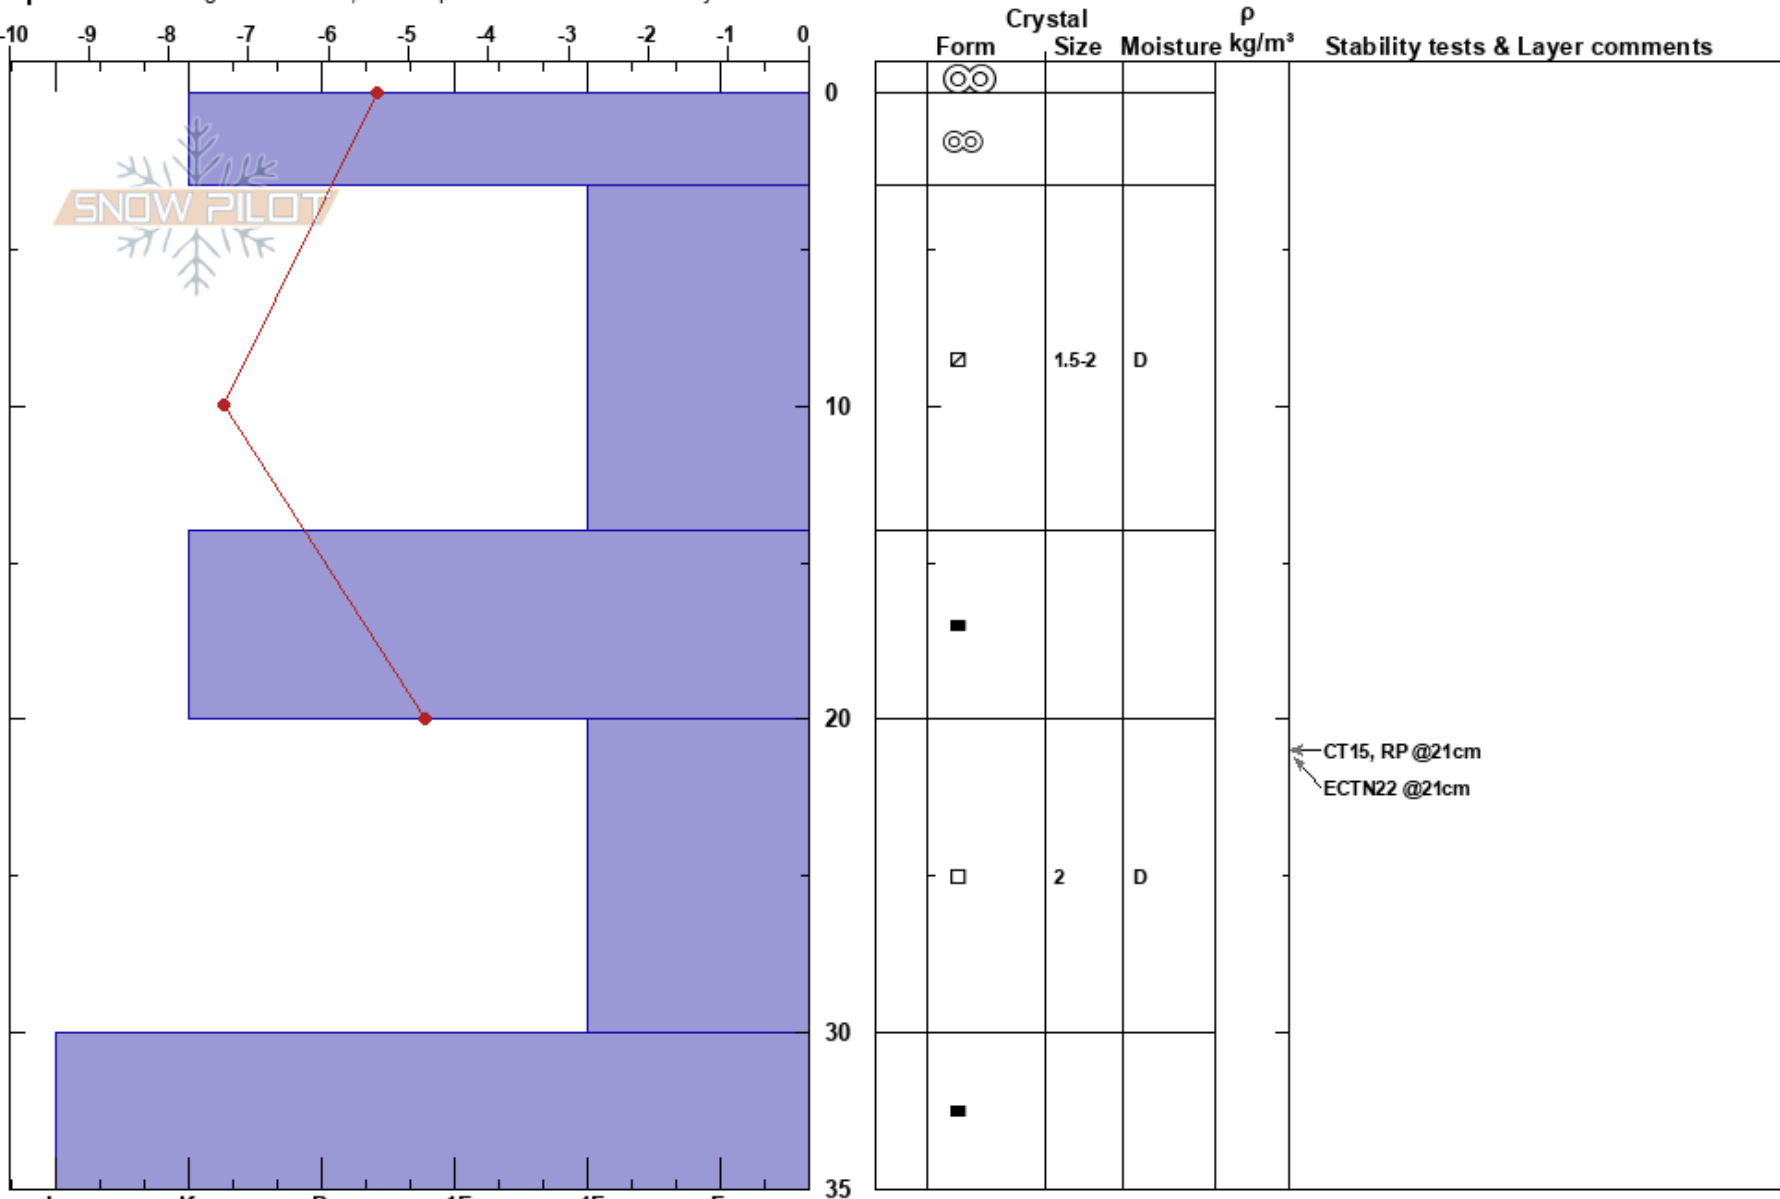 -10 -9 -8 -7 -6 -5 -4 -3 -2 -1 0
Crystal
ρ
Form Size Moisture kg/m³ Stability tests & Layer comments
0
SNOW PILOT
1.5-2 D
10
20
CT15, RP @21cm
ECTN22 @21cm
2 D
30
35